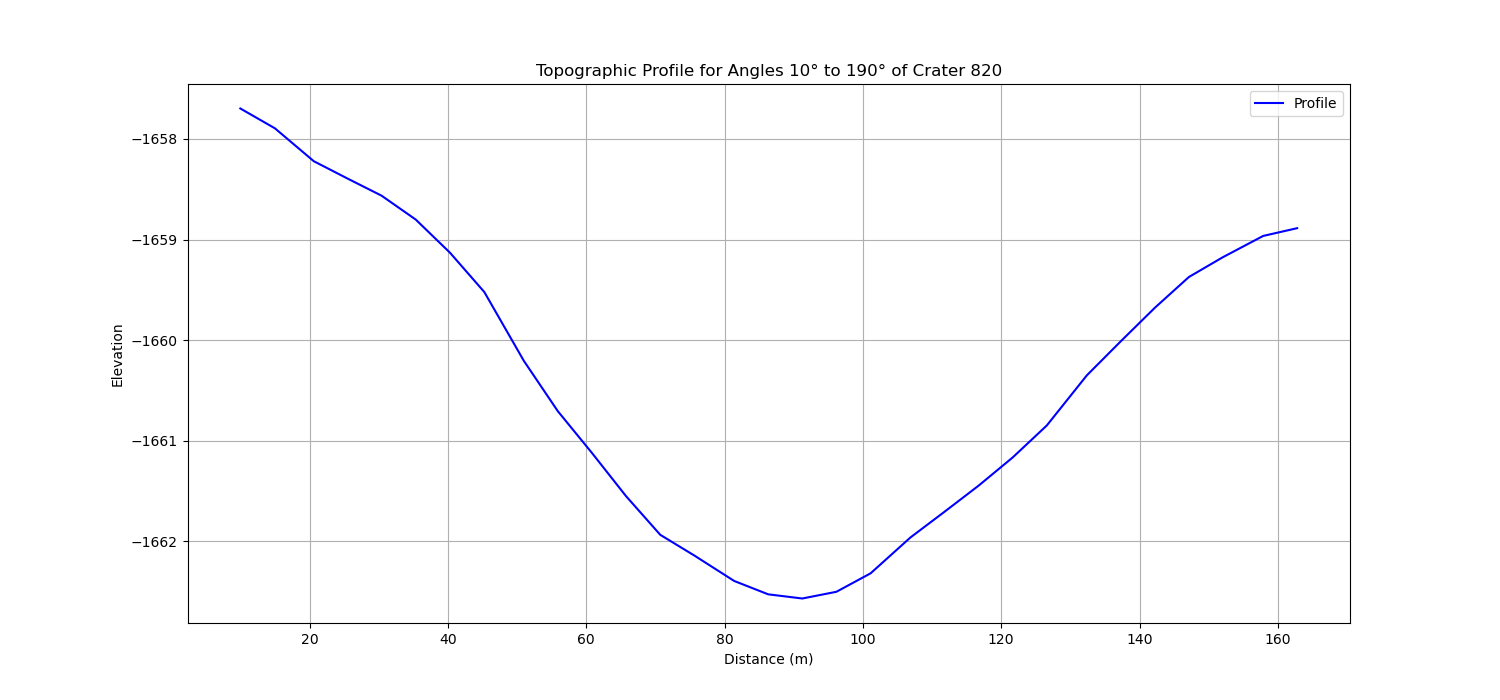 Topographic Profile for Angles 10° to 190° of Crater 820
Profile
−1658
−1659
−1660
−1661
−1662
Elevation
20 40 60 80 100 120 140 160
Distance (m)